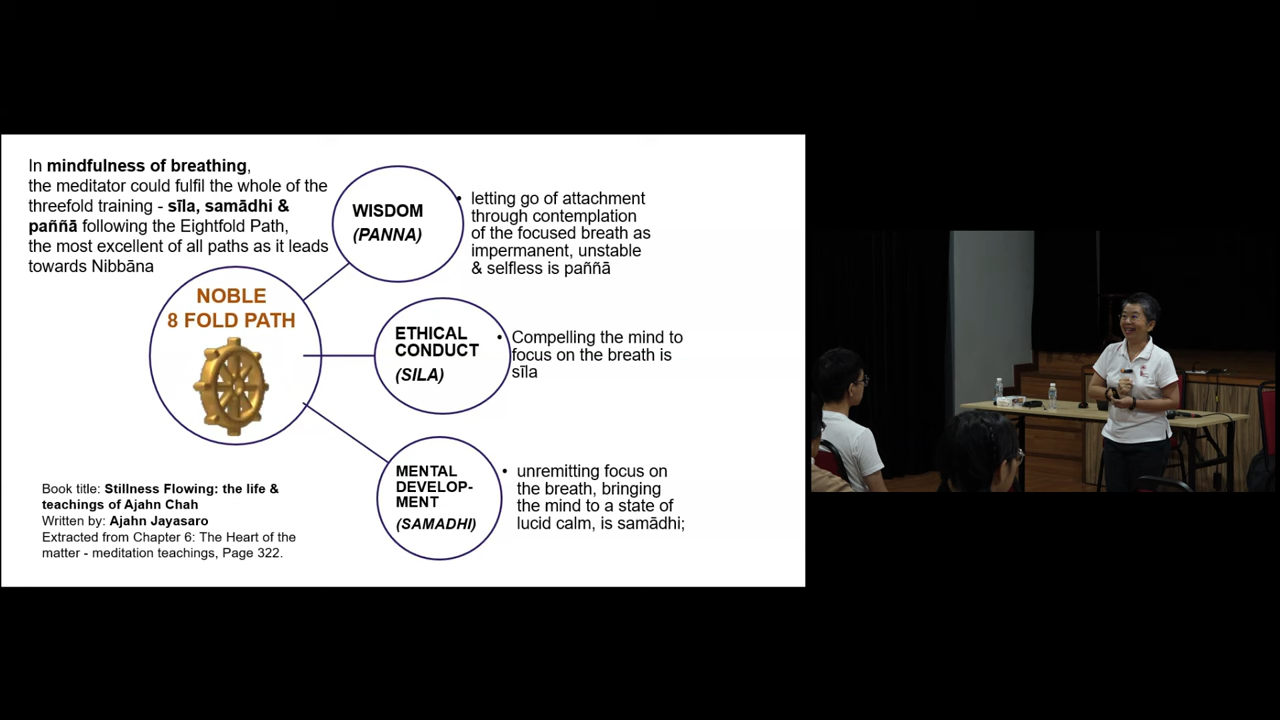 In mindfulness of breathing,
the meditator could fulfil the whole of the
threefold training - sīla, samādhi &
paññā following the Eightfold Path,
the most excellent of all paths as it leads
towards Nibbāna
NOBLE
8 FOLD PATH
WISDOM
(PANNA)
• letting go of attachment
through contemplation
of the focused breath as
impermanent, unstable
& selfless is paññā
ETHICAL
CONDUCT
(SILA)
• Compelling the mind to
focus on the breath is
sīla
MENTAL
DEVELOP-
MENT
(SAMADHI)
• unremitting focus on
the breath, bringing
the mind to a state of
lucid calm, is samādhi;
Book title: Stillness Flowing: the life &
teachings of Ajahn Chah
Written by: Ajahn Jayasaro
Extracted from Chapter 6: The Heart of the
matter - meditation teachings, Page 322.